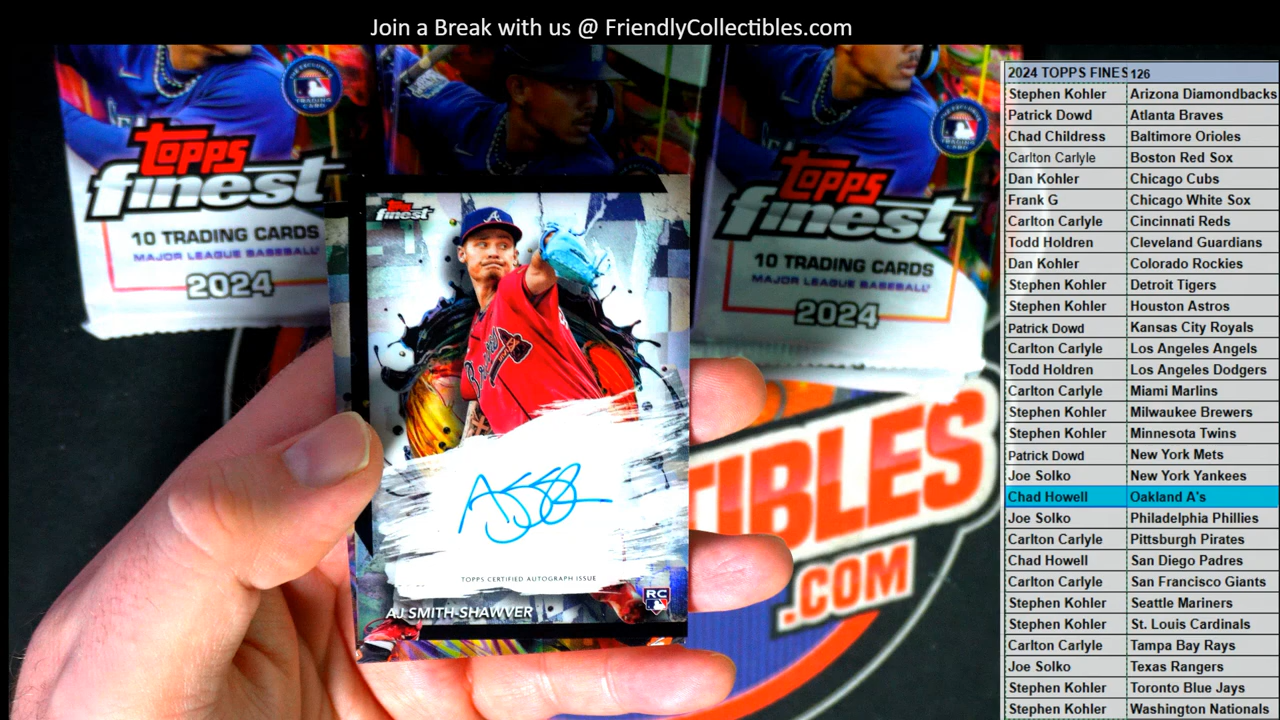 Join a Break with us @ FriendlyCollectibles.com
TOPPS
finest
10 TRADING CARDS
MAJOR LEAGUE BASEBALL
2024
TOPPS
finest
10 TRADING CARDS
MAJOR LEAGUE BASEBALL
2024
finest
A
Braves
TOPPS CERTIFIED AUTOGRAPH ISSUE
AJ SMITH-SHAWVER
RC
TIBLES
.COM
2024 TOPPS FINES 126
Stephen Kohler Arizona Diamondbacks
Patrick Dowd Atlanta Braves
Chad Childress Baltimore Orioles
Carlton Carlyle Boston Red Sox
Dan Kohler Chicago Cubs
Frank G Chicago White Sox
Carlton Carlyle Cincinnati Reds
Todd Holdren Cleveland Guardians
Dan Kohler Colorado Rockies
Stephen Kohler Detroit Tigers
Stephen Kohler Houston Astros
Patrick Dowd Kansas City Royals
Carlton Carlyle Los Angeles Angels
Todd Holdren Los Angeles Dodgers
Carlton Carlyle Miami Marlins
Stephen Kohler Milwaukee Brewers
Stephen Kohler Minnesota Twins
Patrick Dowd New York Mets
Joe Solko New York Yankees
Chad Howell Oakland A's
Joe Solko Philadelphia Phillies
Carlton Carlyle Pittsburgh Pirates
Chad Howell San Diego Padres
Carlton Carlyle San Francisco Giants
Stephen Kohler Seattle Mariners
Stephen Kohler St. Louis Cardinals
Carlton Carlyle Tampa Bay Rays
Joe Solko Texas Rangers
Stephen Kohler Toronto Blue Jays
Stephen Kohler Washington Nationals